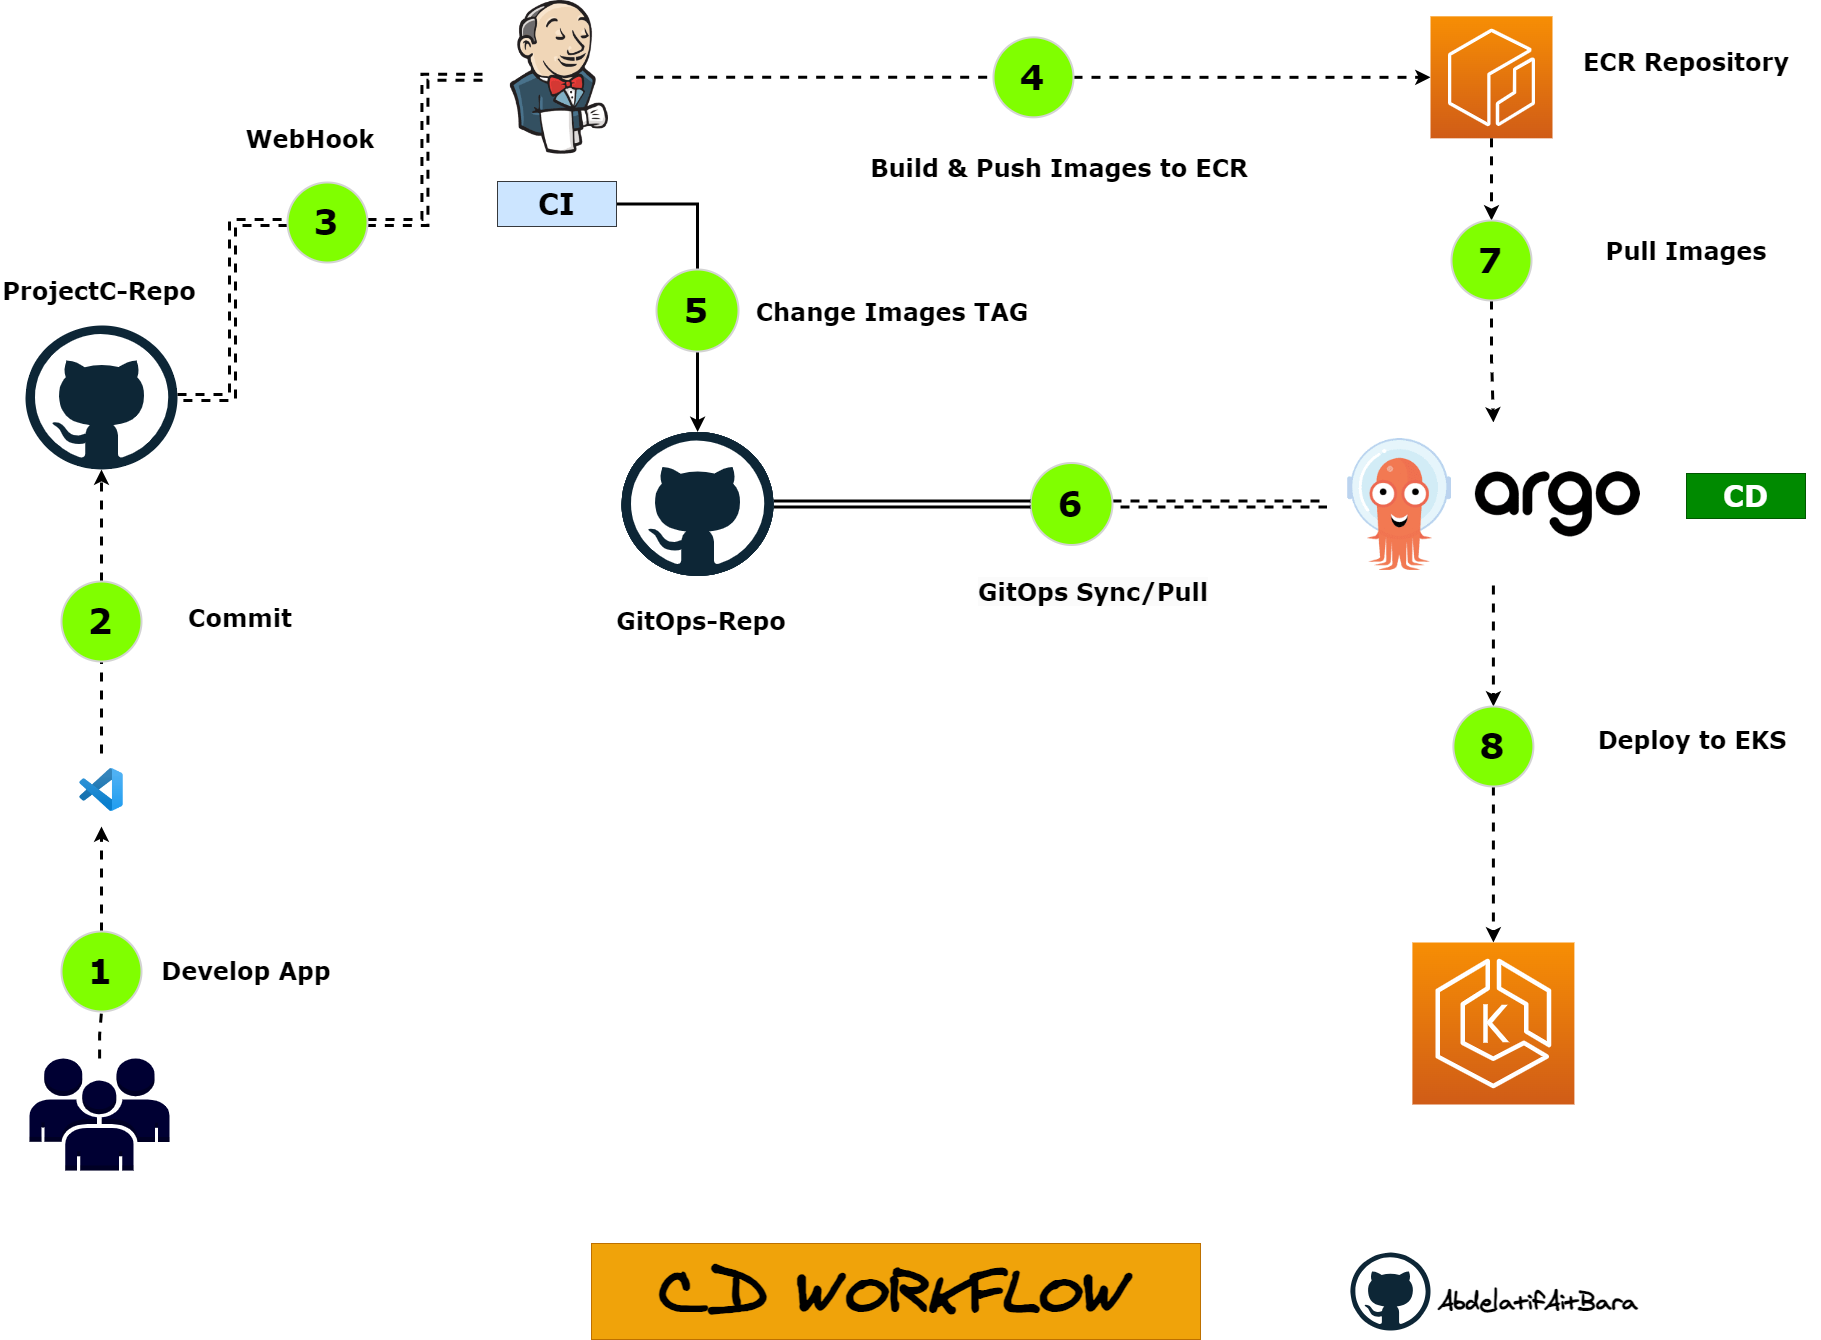 4
ECR Repository
WebHook
Build & Push Images to ECR
CI
3
7
Pull Images
ProjectC-Repo
5
Change Images TAG
argo
CD
6
GitOps Sync/Pull
GitOps-Repo
2
Commit
8
Deploy to EKS
1
Develop App
K
CD WORKFLOW
AbdelatifAitBara